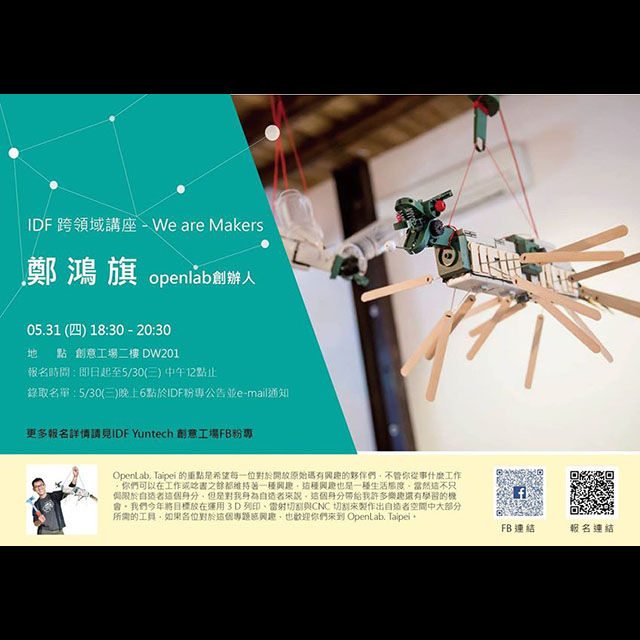 IDF 跨領域講座 - We are Makers
鄭鴻旗 openlab創辦人
05.31 (四) 18:30 - 20:30
地 點 創意工場二樓 DW201
報名時間 : 即日起至5/30(三) 中午12點止
錄取名單 : 5/30(三)晚上6點於IDF粉專公告並e-mail通知
更多報名詳情請見IDF Yuntech 創意工場FB粉專
OpenLab. Taipei 的重點是希望每一位對於開放原始碼有興趣的夥伴們，不管你從事什麼工作
，你們可以在工作或唸書之餘都維持著一種興趣，這種興趣也是一種生活態度，當然這不只
侷限於自造者這個身分，但是對我身為自造者來說，這個身分帶給我許多樂趣還有學習的機
會。我們今年將目標放在運用 3 D 列印、雷射切割與CNC 切割來製作出自造者空間中大部分
所需的工具，如果各位對於這個專題感興趣，也歡迎你們來到 OpenLab. Taipei。
FB 連結
報名連結